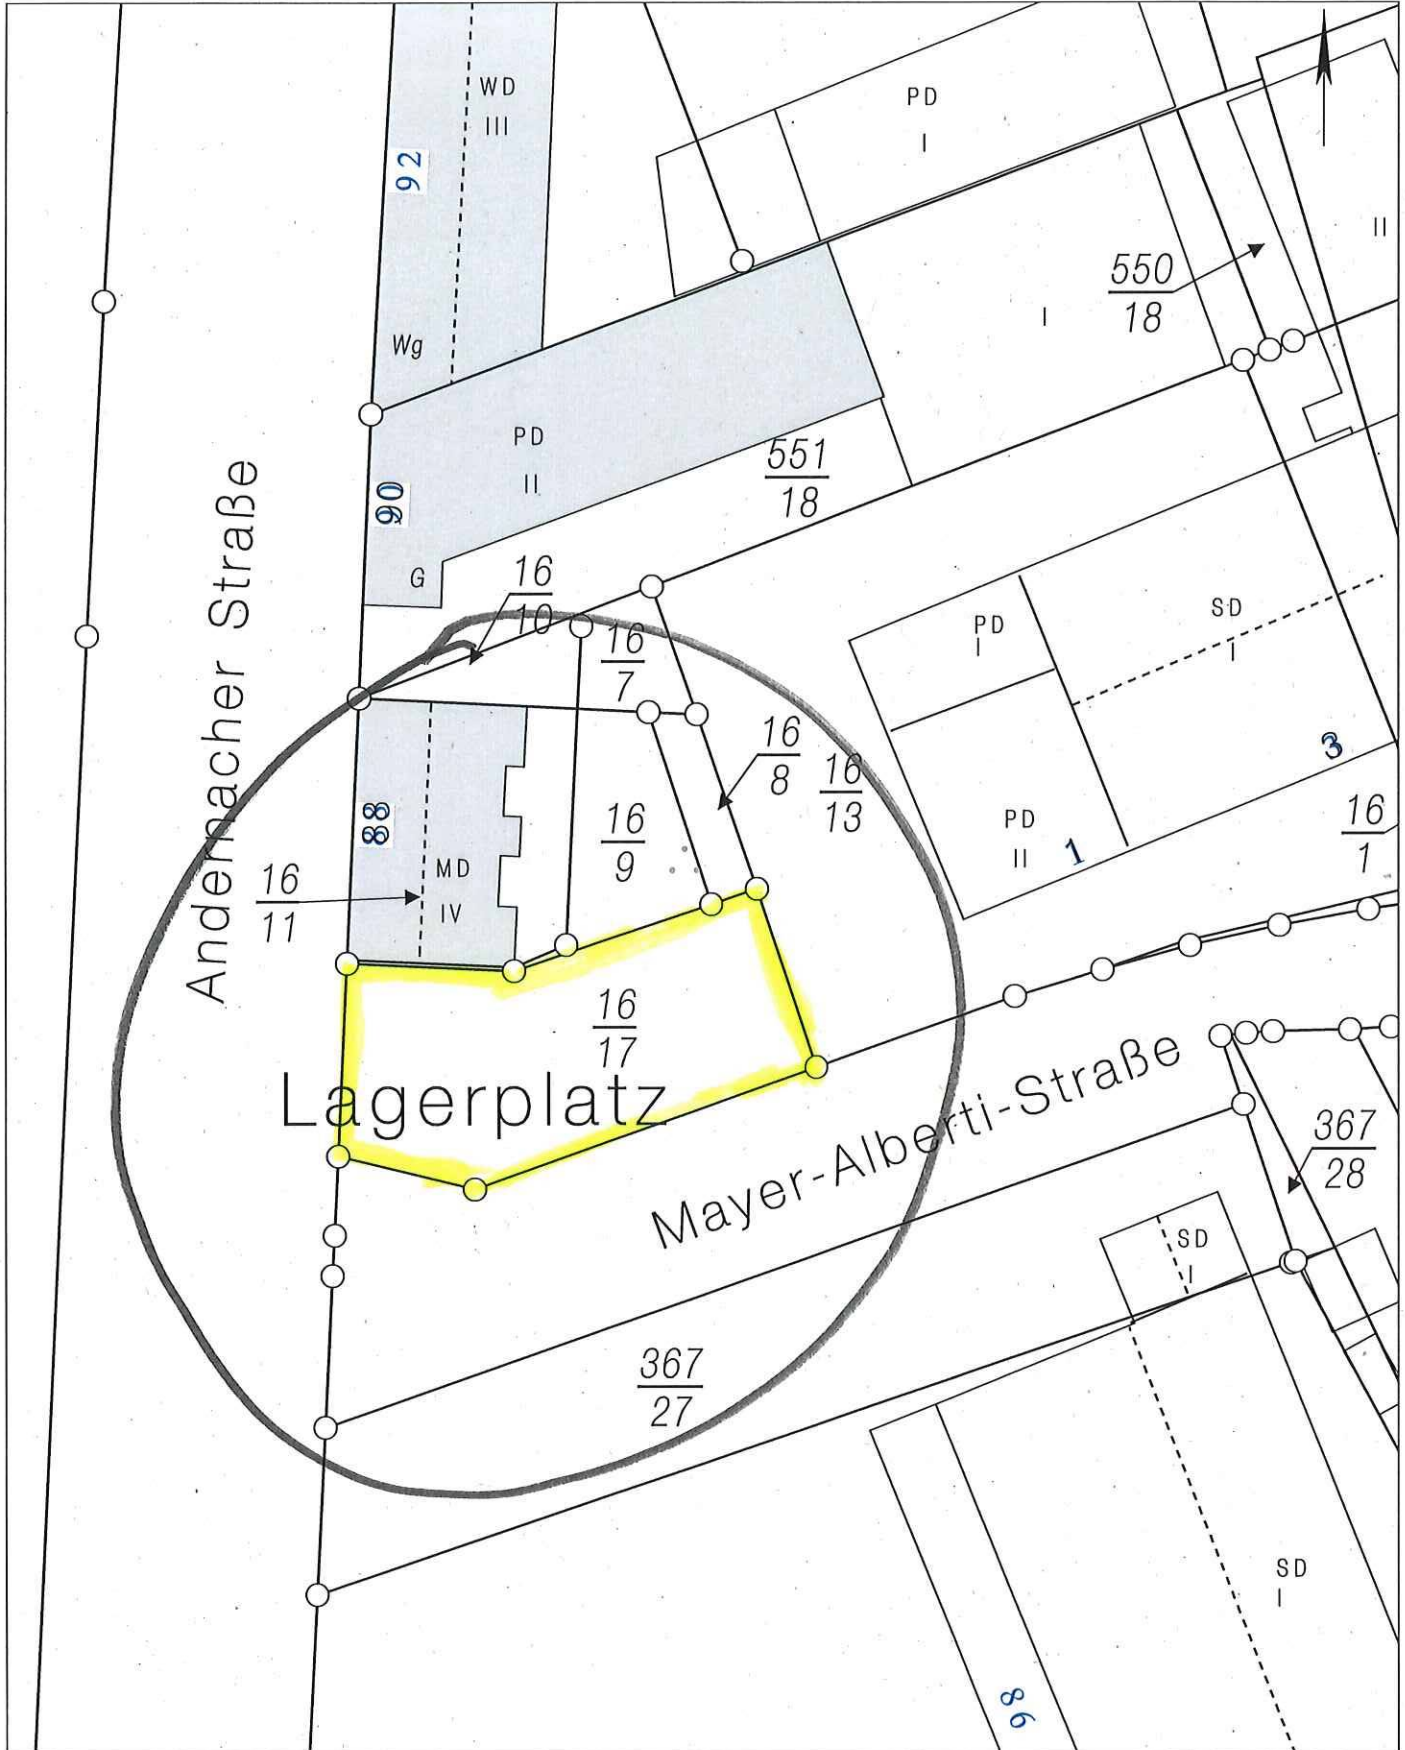 WD
III
92
Wg
PD
I
II
550
18
I
PD
II
90
551
18
G
Andernacher Straße
16
10
16
7
PD
I
SD
I
3
16
8
16
13
88
16
9
MD
IV
16
11
PD
II
1
16
1
16
17
Lagerplatz
Mayer-Alberti-Straße
367
28
SD
I
367
27
SD
I
86